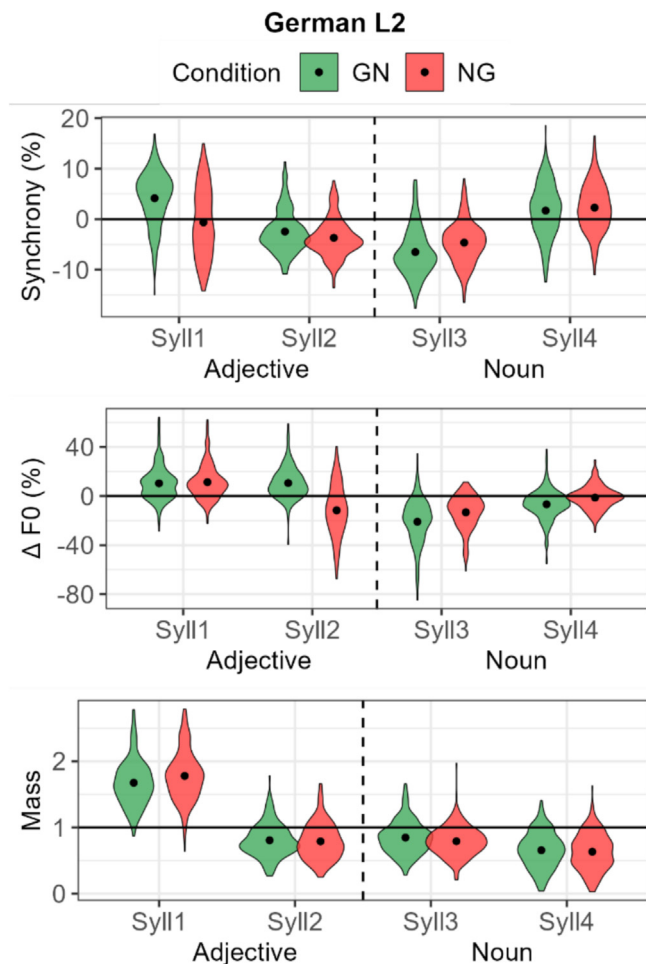 German L2
Condition GN NG
Synchrony (%)
20
10
0
-10
Syll1 Syll2 Syll3 Syll4
Adjective Noun
Δ F0 (%)
40
0
-40
-80
Syll1 Syll2 Syll3 Syll4
Adjective Noun
Mass
2
1
0
Syll1 Syll2 Syll3 Syll4
Adjective Noun